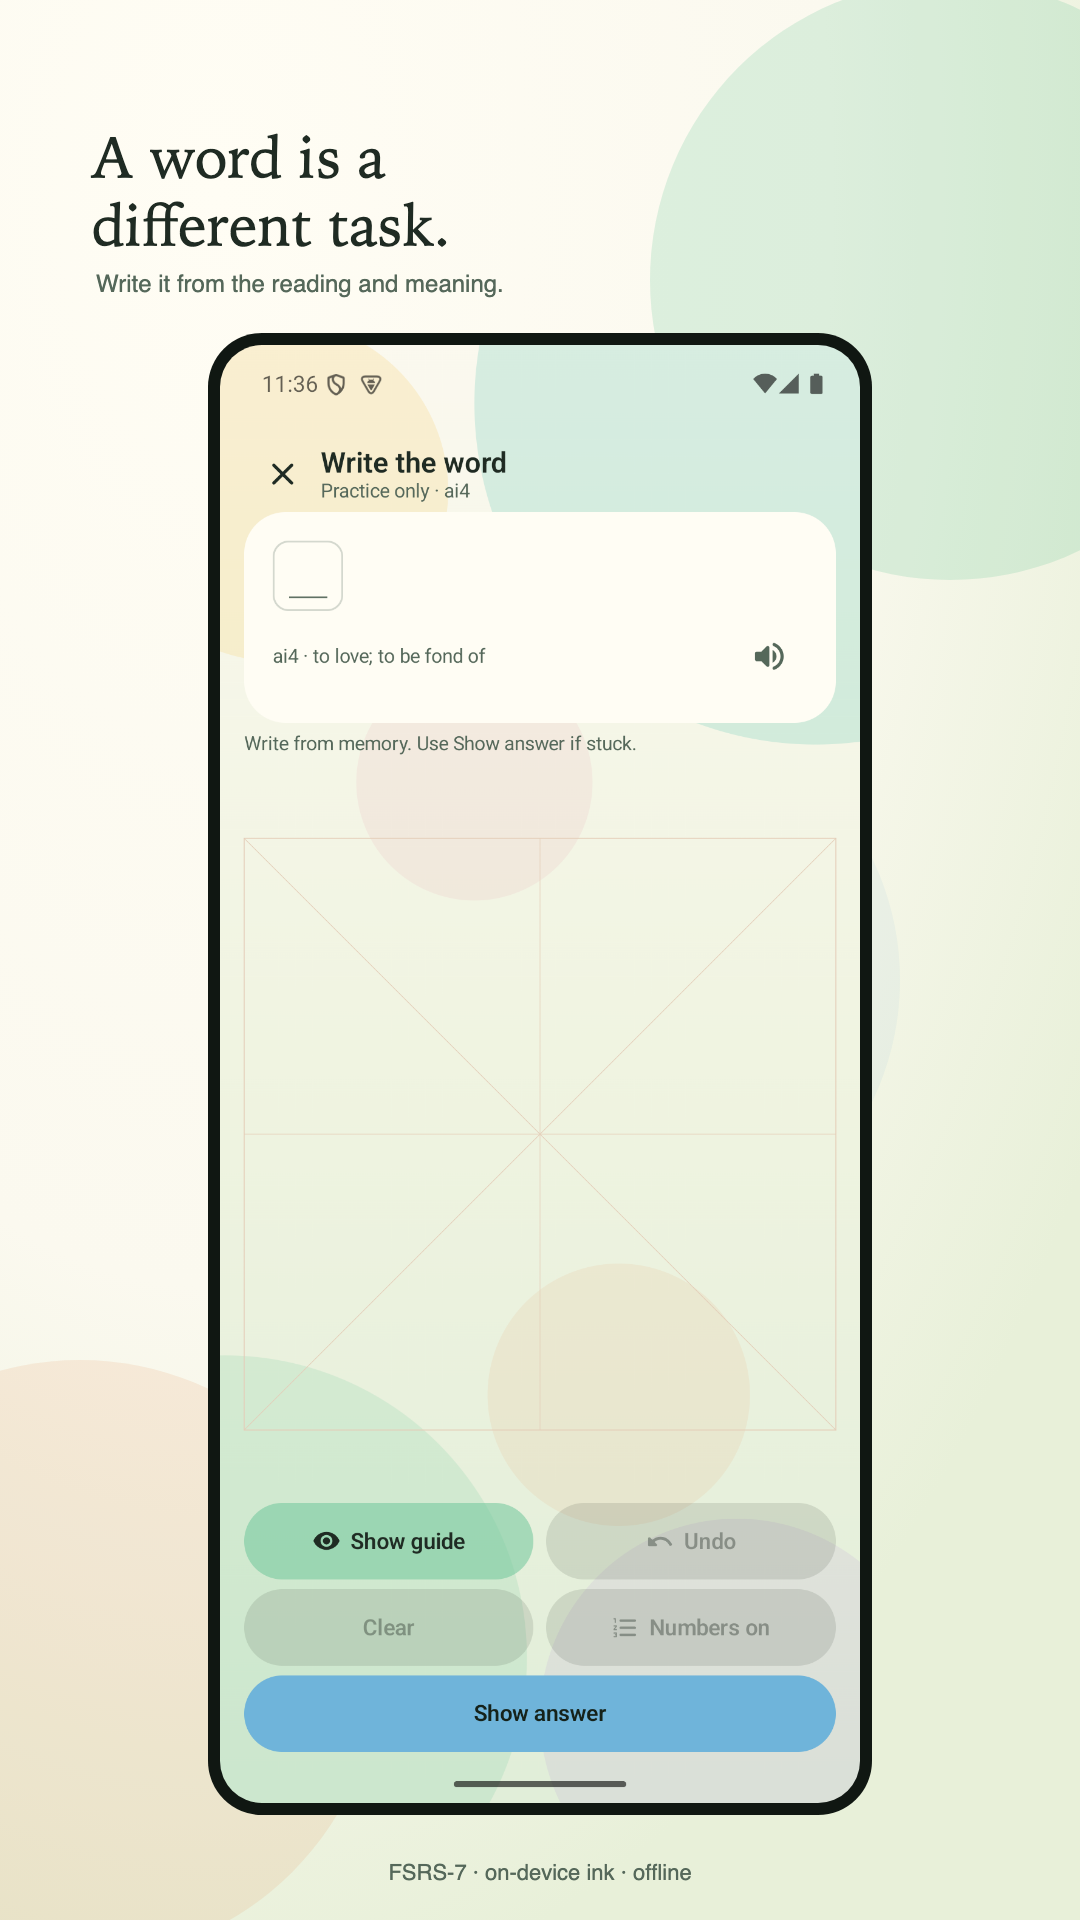 A word is a
different task.
Write it from the reading and meaning.
11:36
Write the word
Practice only · ai4
ai4 · to love; to be fond of
Write from memory. Use Show answer if stuck.
Show guide
Undo
Clear
Numbers on
Show answer
FSRS-7 · on-device ink · offline